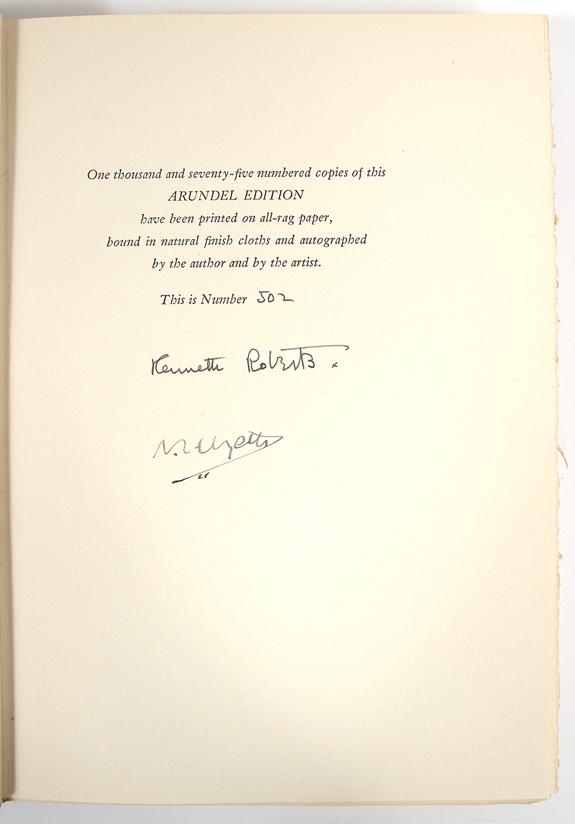 One thousand and seventy-five numbered copies of this
ARUNDEL EDITION
have been printed on all-rag paper,
bound in natural finish cloths and autographed
by the author and by the artist.
This is Number 502
Kenneth Roberts.
N. C. Wyeth